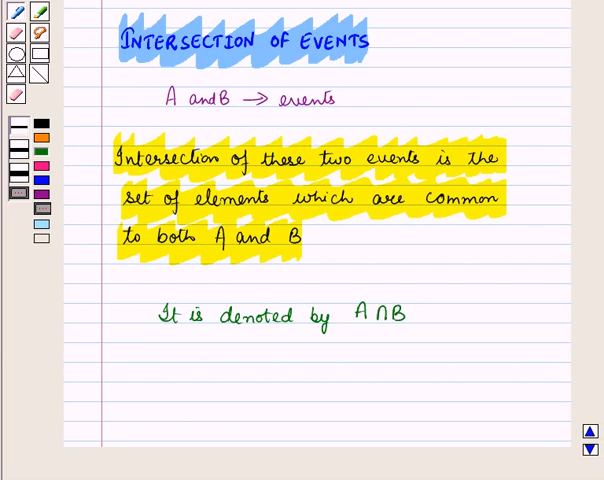 INTERSECTION OF EVENTS
A and B → events
Intersection of these two events is the
set of elements which are common
to both A and B
It is denoted by A∩B